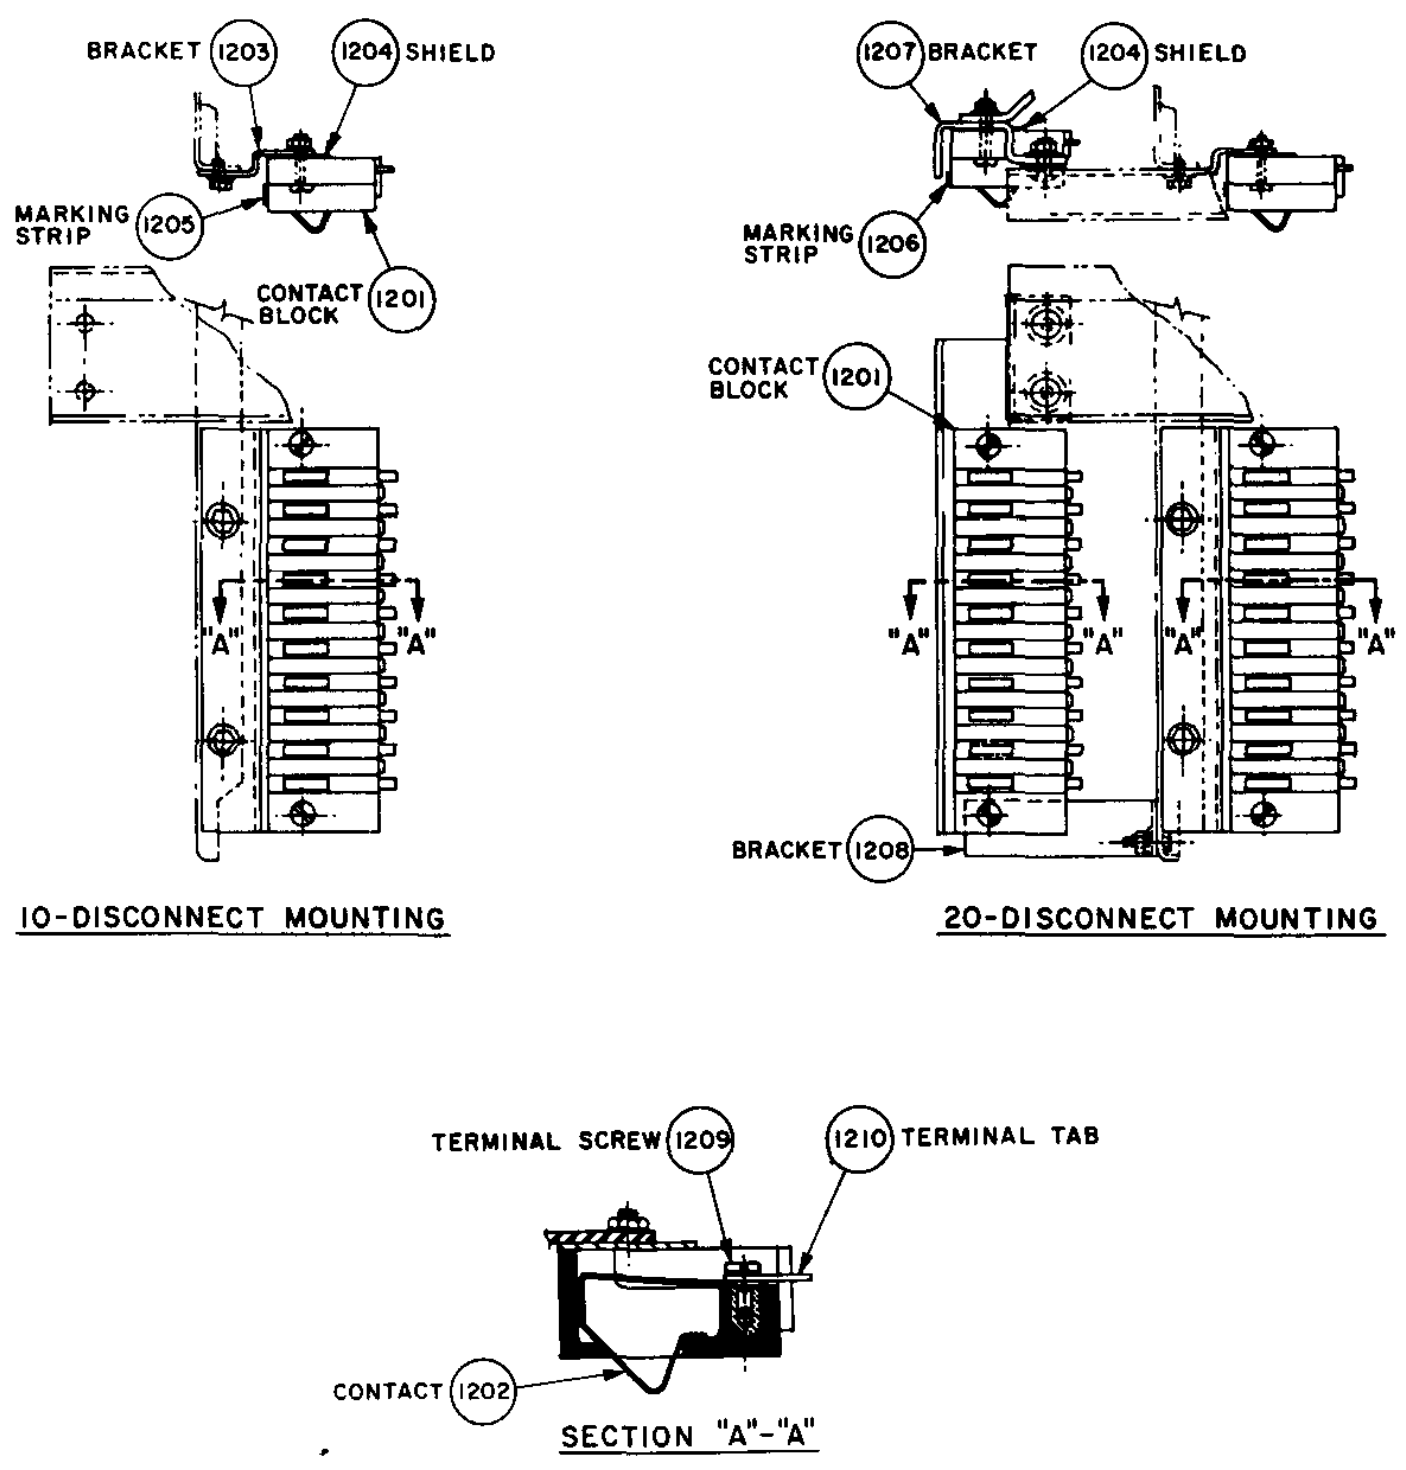 BRACKET 1203
1204 SHIELD
MARKING
STRIP 1205
CONTACT
BLOCK 1201
"A" "A"
10-DISCONNECT MOUNTING
1207 BRACKET
1204 SHIELD
MARKING
STRIP 1206
CONTACT
BLOCK 1201
"A" "A" "A" "A"
BRACKET 1208
20-DISCONNECT MOUNTING
TERMINAL SCREW 1209
1210 TERMINAL TAB
CONTACT 1202
SECTION "A"-"A"